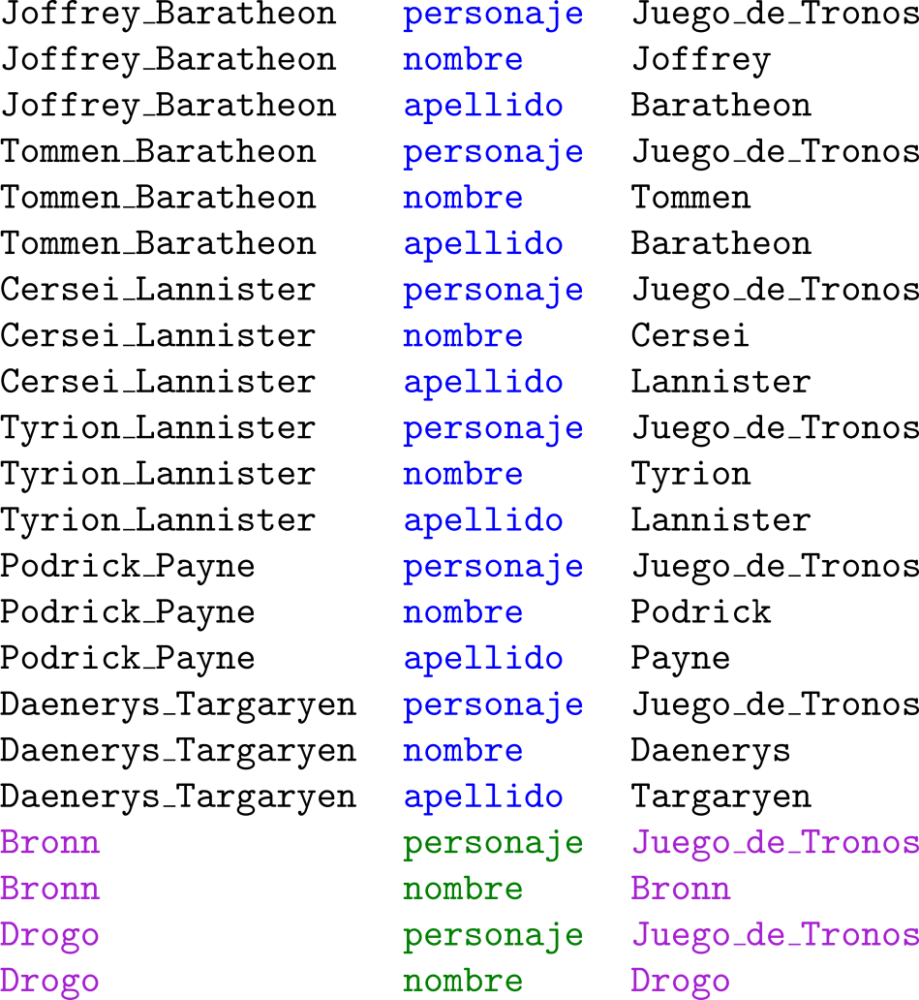 Joffrey_Baratheon personaje Juego_de_Tronos
Joffrey_Baratheon nombre Joffrey
Joffrey_Baratheon apellido Baratheon
Tommen_Baratheon personaje Juego_de_Tronos
Tommen_Baratheon nombre Tommen
Tommen_Baratheon apellido Baratheon
Cersei_Lannister personaje Juego_de_Tronos
Cersei_Lannister nombre Cersei
Cersei_Lannister apellido Lannister
Tyrion_Lannister personaje Juego_de_Tronos
Tyrion_Lannister nombre Tyrion
Tyrion_Lannister apellido Lannister
Podrick_Payne personaje Juego_de_Tronos
Podrick_Payne nombre Podrick
Podrick_Payne apellido Payne
Daenerys_Targaryen personaje Juego_de_Tronos
Daenerys_Targaryen nombre Daenerys
Daenerys_Targaryen apellido Targaryen
Bronn personaje Juego_de_Tronos
Bronn nombre Bronn
Drogo personaje Juego_de_Tronos
Drogo nombre Drogo